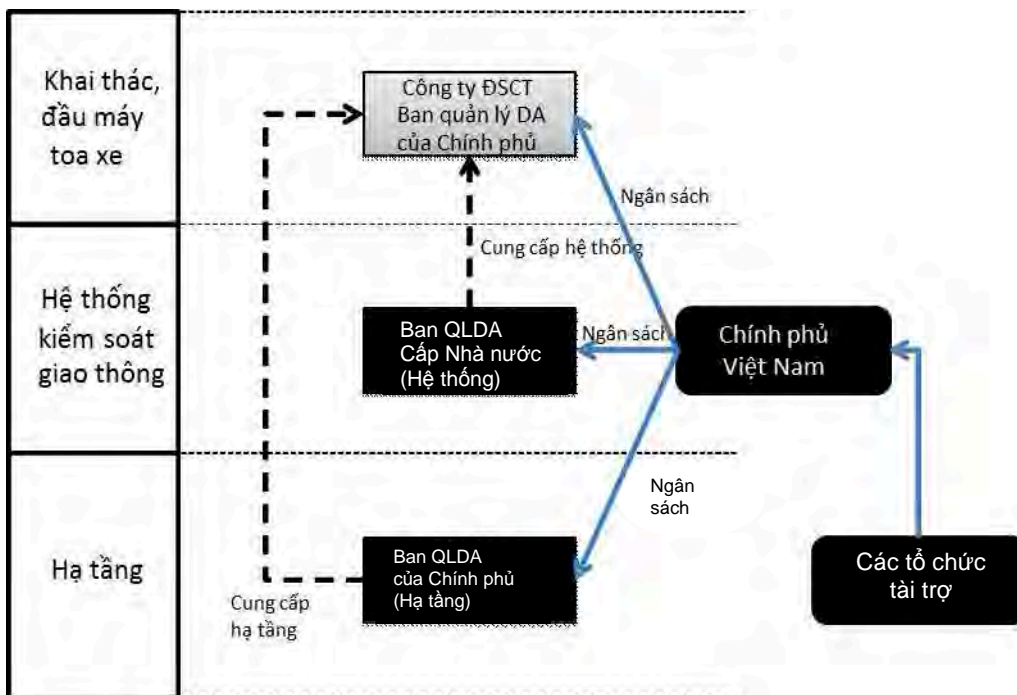 Khai thác,
đầu máy
toa xe
Công ty ĐSCT
Ban quản lý DA
của Chính phủ
Ngân sách
Cung cấp hệ thống
Hệ thống
kiểm soát
giao thông
Ban QLDA
Cấp Nhà nước
(Hệ thống)
Ngân sách
Chính phủ
Việt Nam
Ngân
sách
Hạ tầng
Ban QLDA
của Chính phủ
(Hạ tầng)
Cung cấp
hạ tầng
Các tổ chức
tài trợ